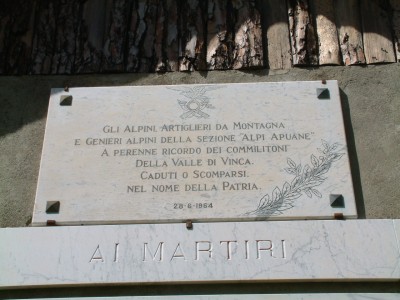 Gli Alpini Artiglieri da Montagna
e Genieri alpini della sezione "Alpi Apuane"
A perenne ricordo dei commilitoni
Della Valle di Vinca.
Caduti o Scomparsi.
nel nome della Patria.
28-6-1964
AI MARTIRI